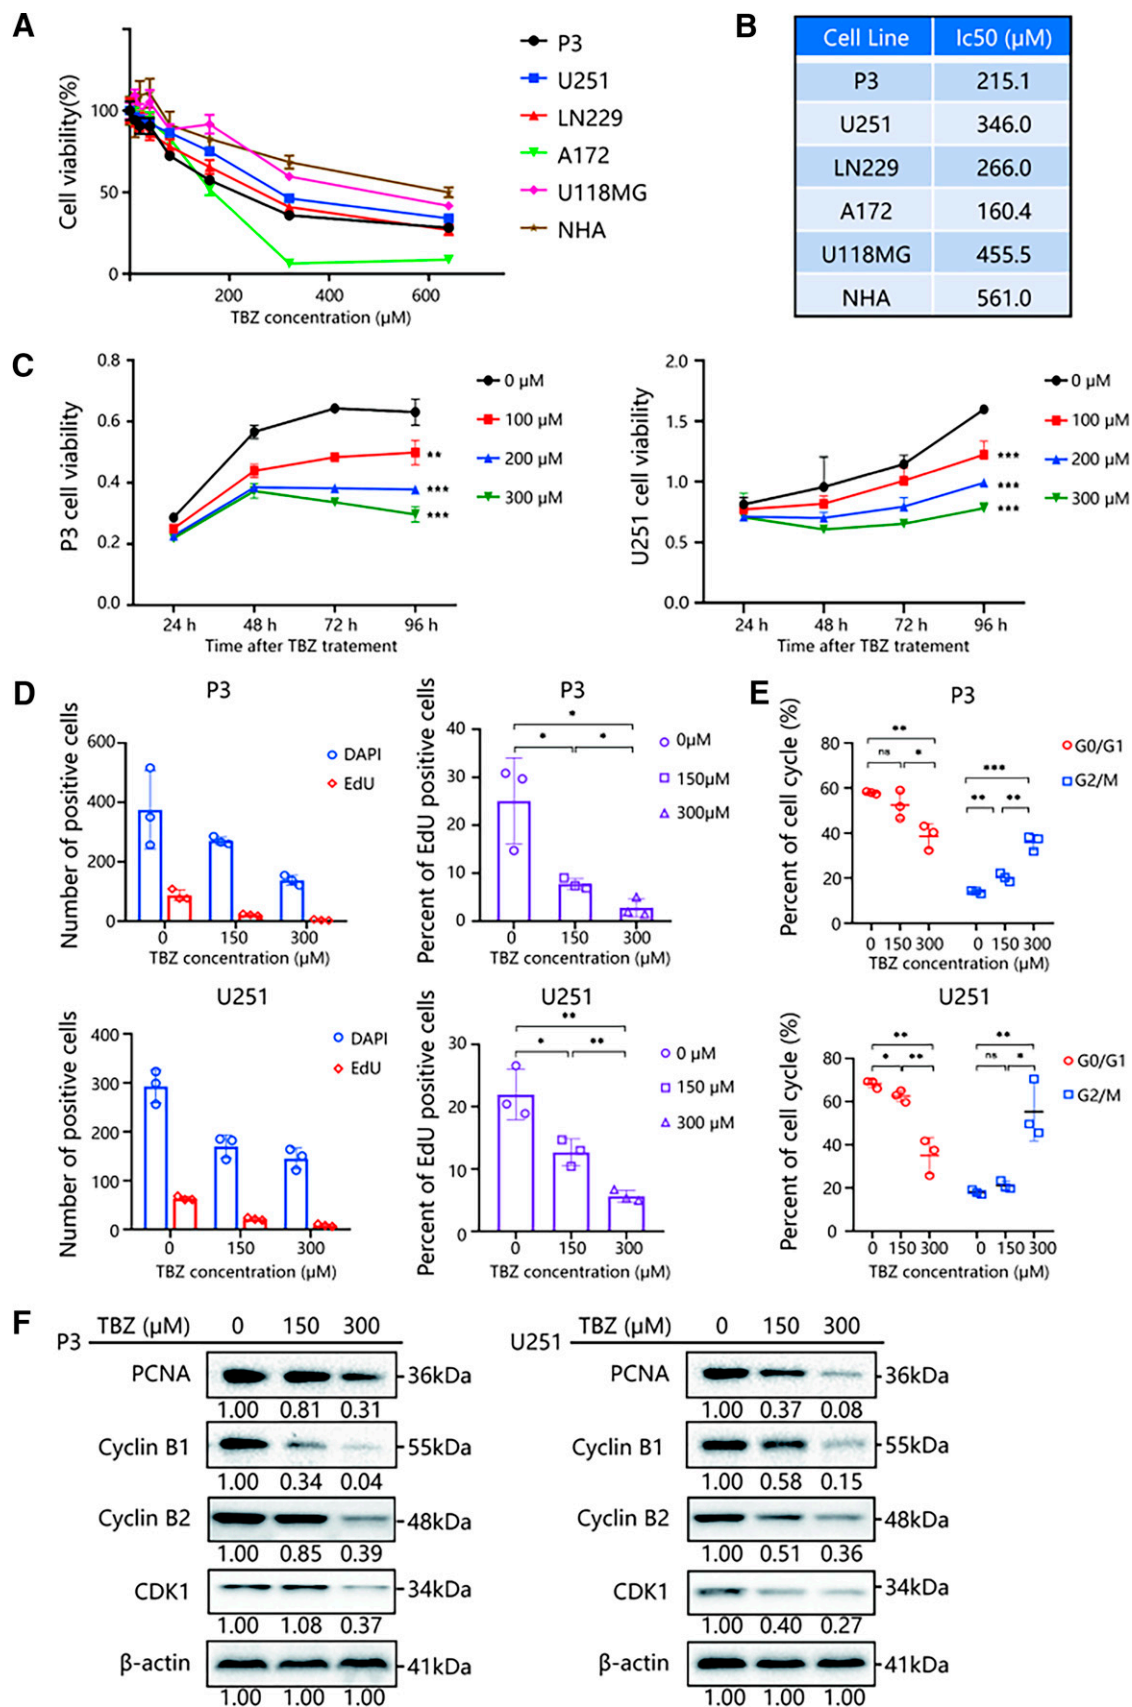 A
Cell viability(%)
100
50
0
200 400 600
TBZ concentration (μM)
P3
U251
LN229
A172
U118MG
NHA
B
Cell Line Ic50 (μM)
P3 215.1
U251 346.0
LN229 266.0
A172 160.4
U118MG 455.5
NHA 561.0
C
P3 cell viability
0.8
0.6
0.4
0.2
0.0
24 h 48 h 72 h 96 h
Time after TBZ tratement
0 μM
100 μM
200 μM
300 μM
**
***
***
U251 cell viability
2.0
1.5
1.0
0.5
0.0
24 h 48 h 72 h 96 h
Time after TBZ tratement
0 μM
100 μM
200 μM
300 μM
***
***
***
D
P3
Number of positive cells
600
400
200
0
0 150 300
TBZ concentration (μM)
DAPI
EdU
P3
Percent of EdU positive cells
40
30
20
10
0
*
* *
0 150 300
TBZ concentration (μM)
0μM
150μM
300μM
U251
Number of positive cells
400
300
200
100
0
0 150 300
TBZ concentration (μM)
DAPI
EdU
U251
Percent of EdU positive cells
30
20
10
0
**
* **
0 150 300
TBZ concentration (μM)
0 μM
150 μM
300 μM
E
P3
Percent of cell cycle (%)
80
60
40
20
0
**
ns *
***
** **
0 150 300 0 150 300
TBZ concentration (μM)
G0/G1
G2/M
U251
Percent of cell cycle (%)
80
60
40
20
0
** **
* ** ns *
0 150 300 0 150 300
TBZ concentration (μM)
G0/G1
G2/M
F
P3 TBZ (μM) 0 150 300
PCNA 36kDa
1.00 0.81 0.31
Cyclin B1 55kDa
1.00 0.34 0.04
Cyclin B2 48kDa
1.00 0.85 0.39
CDK1 34kDa
1.00 1.08 0.37
β-actin 41kDa
1.00 1.00 1.00
U251 TBZ (μM) 0 150 300
PCNA 36kDa
1.00 0.37 0.08
Cyclin B1 55kDa
1.00 0.58 0.15
Cyclin B2 48kDa
1.00 0.51 0.36
CDK1 34kDa
1.00 0.40 0.27
β-actin 41kDa
1.00 1.00 1.00